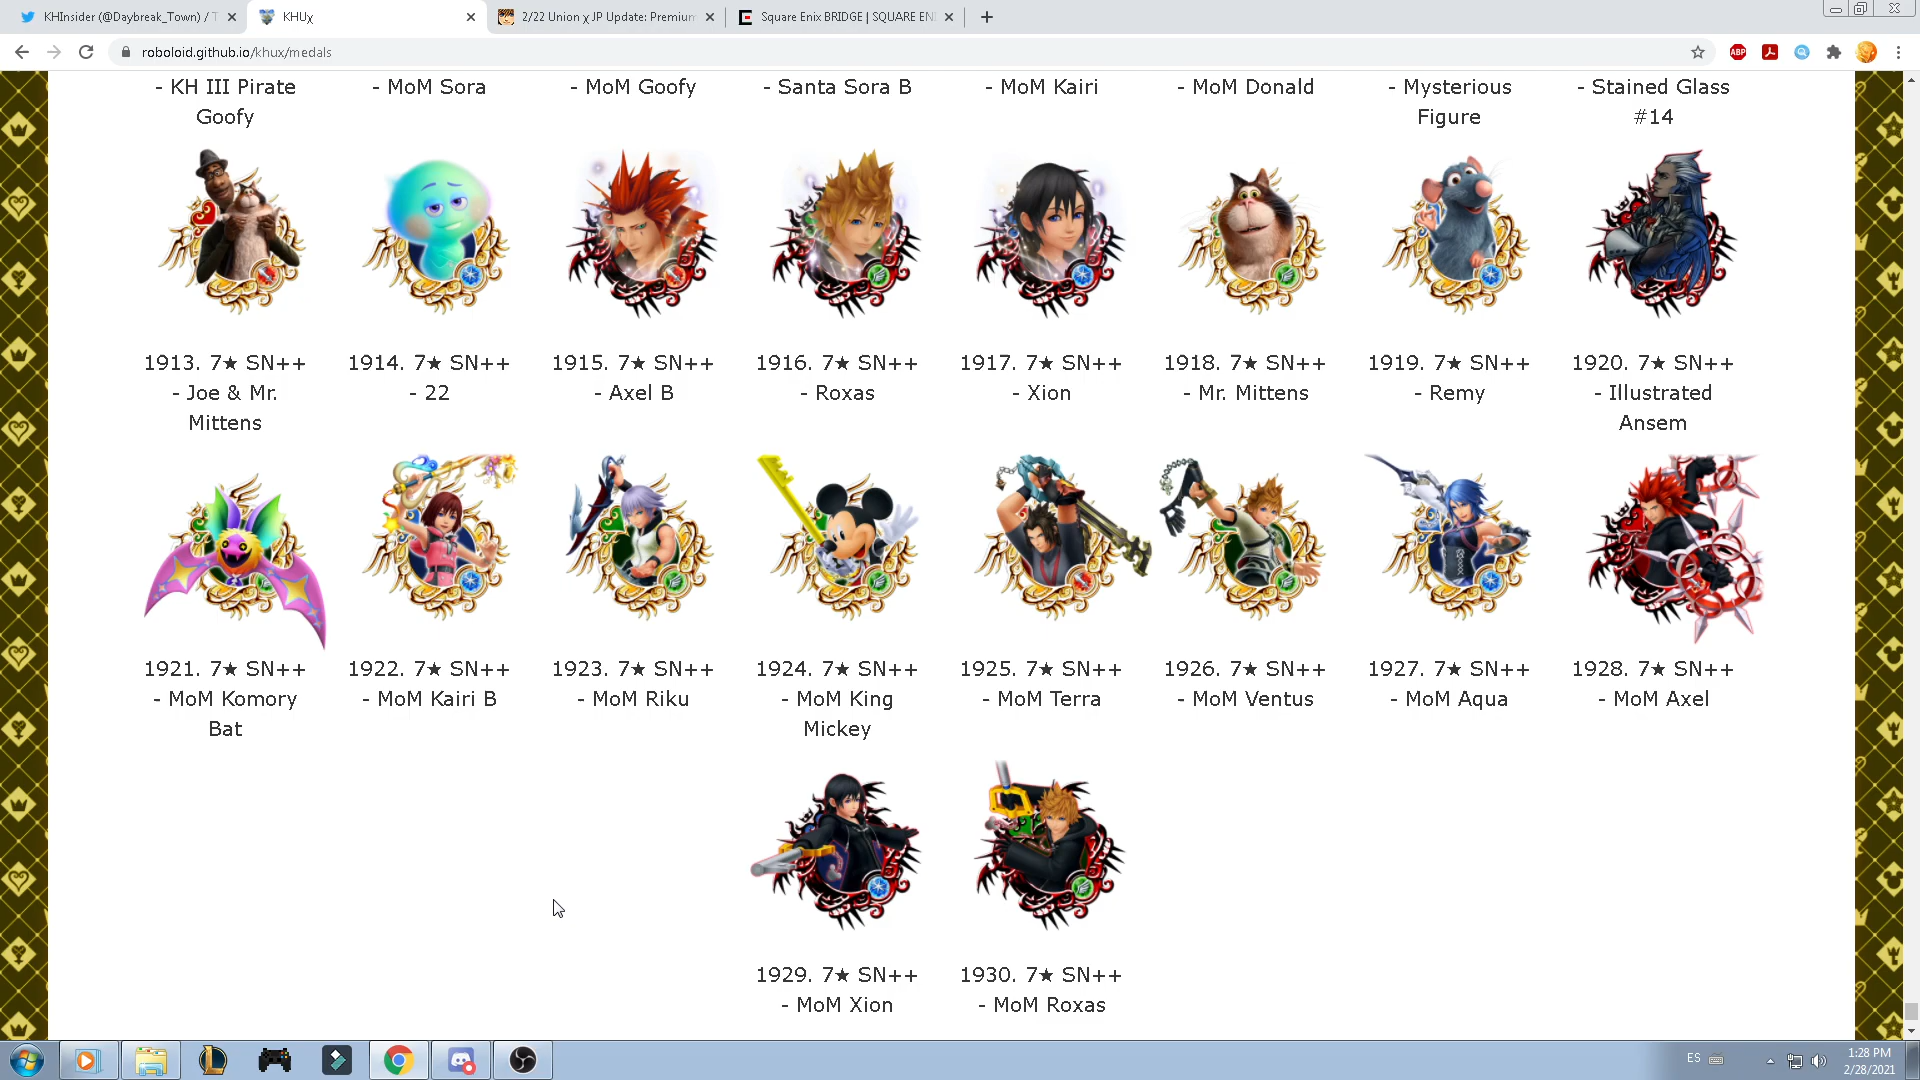 KHInsider (@Daybreak_Town) / T
KHUχ
2/22 Union χ JP Update: Premium
Square Enix BRIDGE | SQUARE EN
roboloid.github.io/khux/medals
ABP
- KH III Pirate
Goofy
- MoM Sora
- MoM Goofy
- Santa Sora B
- MoM Kairi
- MoM Donald
- Mysterious
Figure
- Stained Glass
#14
1913. 7★ SN++
- Joe & Mr.
Mittens
1914. 7★ SN++
- 22
1915. 7★ SN++
- Axel B
1916. 7★ SN++
- Roxas
1917. 7★ SN++
- Xion
1918. 7★ SN++
- Mr. Mittens
1919. 7★ SN++
- Remy
1920. 7★ SN++
- Illustrated
Ansem
1921. 7★ SN++
- MoM Komory
Bat
1922. 7★ SN++
- MoM Kairi B
1923. 7★ SN++
- MoM Riku
1924. 7★ SN++
- MoM King
Mickey
1925. 7★ SN++
- MoM Terra
1926. 7★ SN++
- MoM Ventus
1927. 7★ SN++
- MoM Aqua
1928. 7★ SN++
- MoM Axel
1929. 7★ SN++
- MoM Xion
1930. 7★ SN++
- MoM Roxas
ES
1:28 PM
2/28/2021